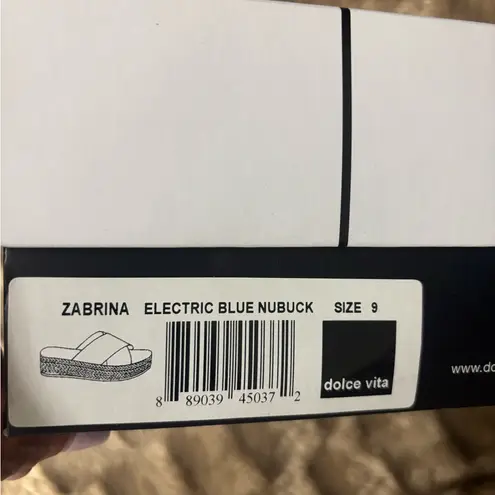 ZABRINA ELECTRIC BLUE NUBUCK SIZE 9
dolce vita
8 89039 45037 2
www.do